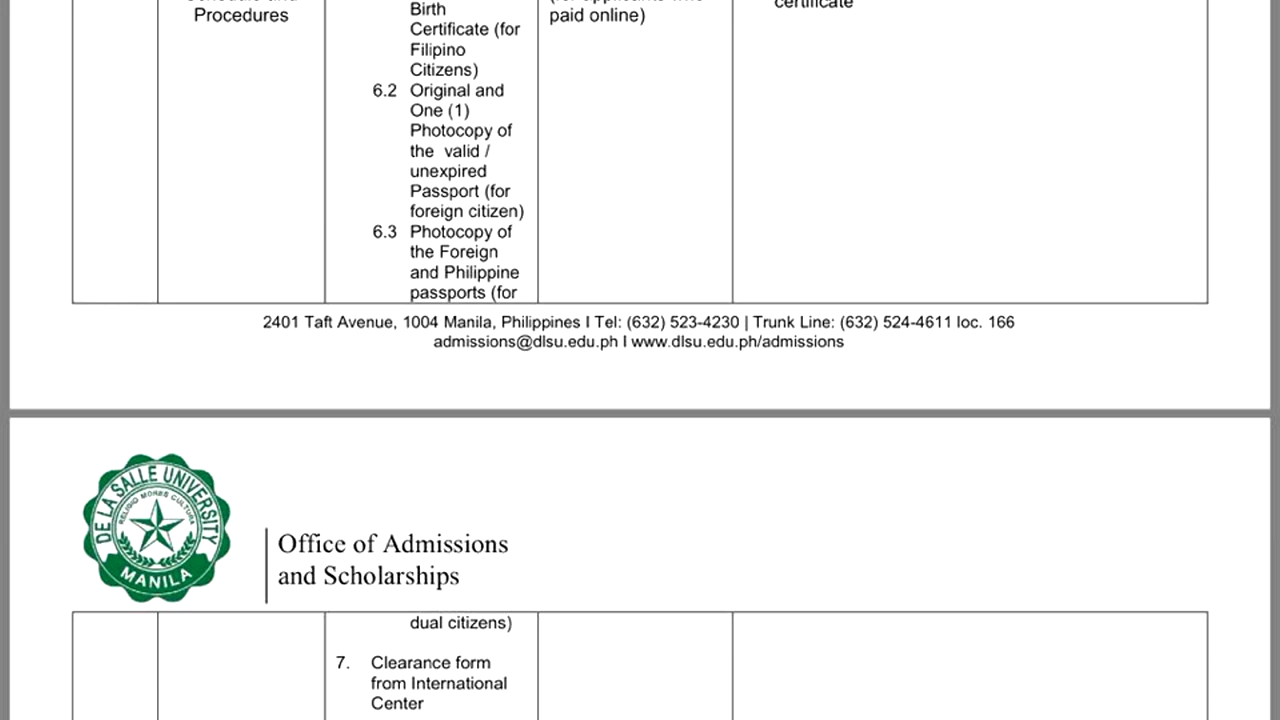 Procedures
Birth
Certificate (for
Filipino
Citizens)
6.2 Original and
One (1)
Photocopy of
the valid /
unexpired
Passport (for
foreign citizen)
6.3 Photocopy of
the Foreign
and Philippine
passports (for
paid online)
certificate
2401 Taft Avenue, 1004 Manila, Philippines I Tel: (632) 523-4230 | Trunk Line: (632) 524-4611 loc. 166
admissions@dlsu.edu.ph I www.dlsu.edu.ph/admissions
DE LA SALLE UNIVERSITY
RELIGIO MORES CULTURA
MANILA
Office of Admissions
and Scholarships
dual citizens)
7. Clearance form
from International
Center